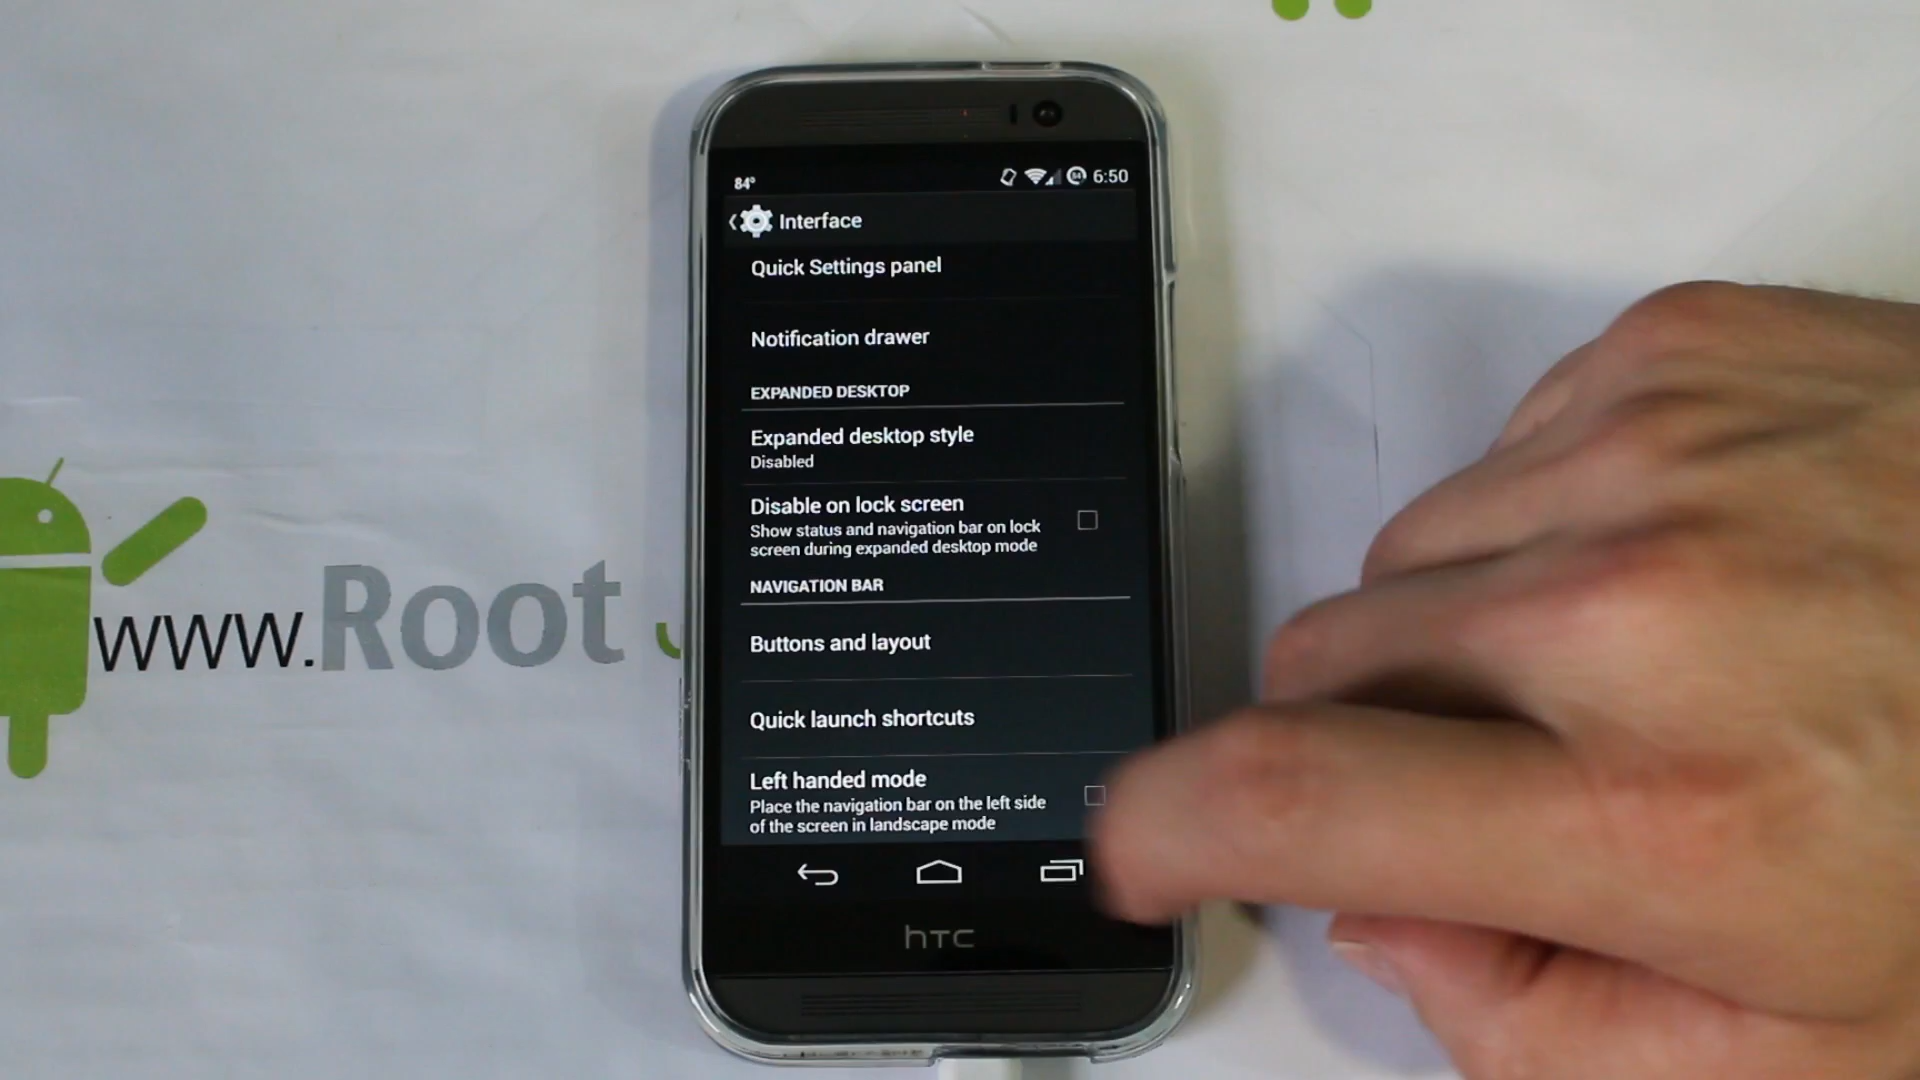 84°
6:50
Interface
Quick Settings panel
Notification drawer
EXPANDED DESKTOP
Expanded desktop style
Disabled
Disable on lock screen
Show status and navigation bar on lock
screen during expanded desktop mode
NAVIGATION BAR
Buttons and layout
Quick launch shortcuts
Left handed mode
Place the navigation bar on the left side
of the screen in landscape mode
hTC
www.Root